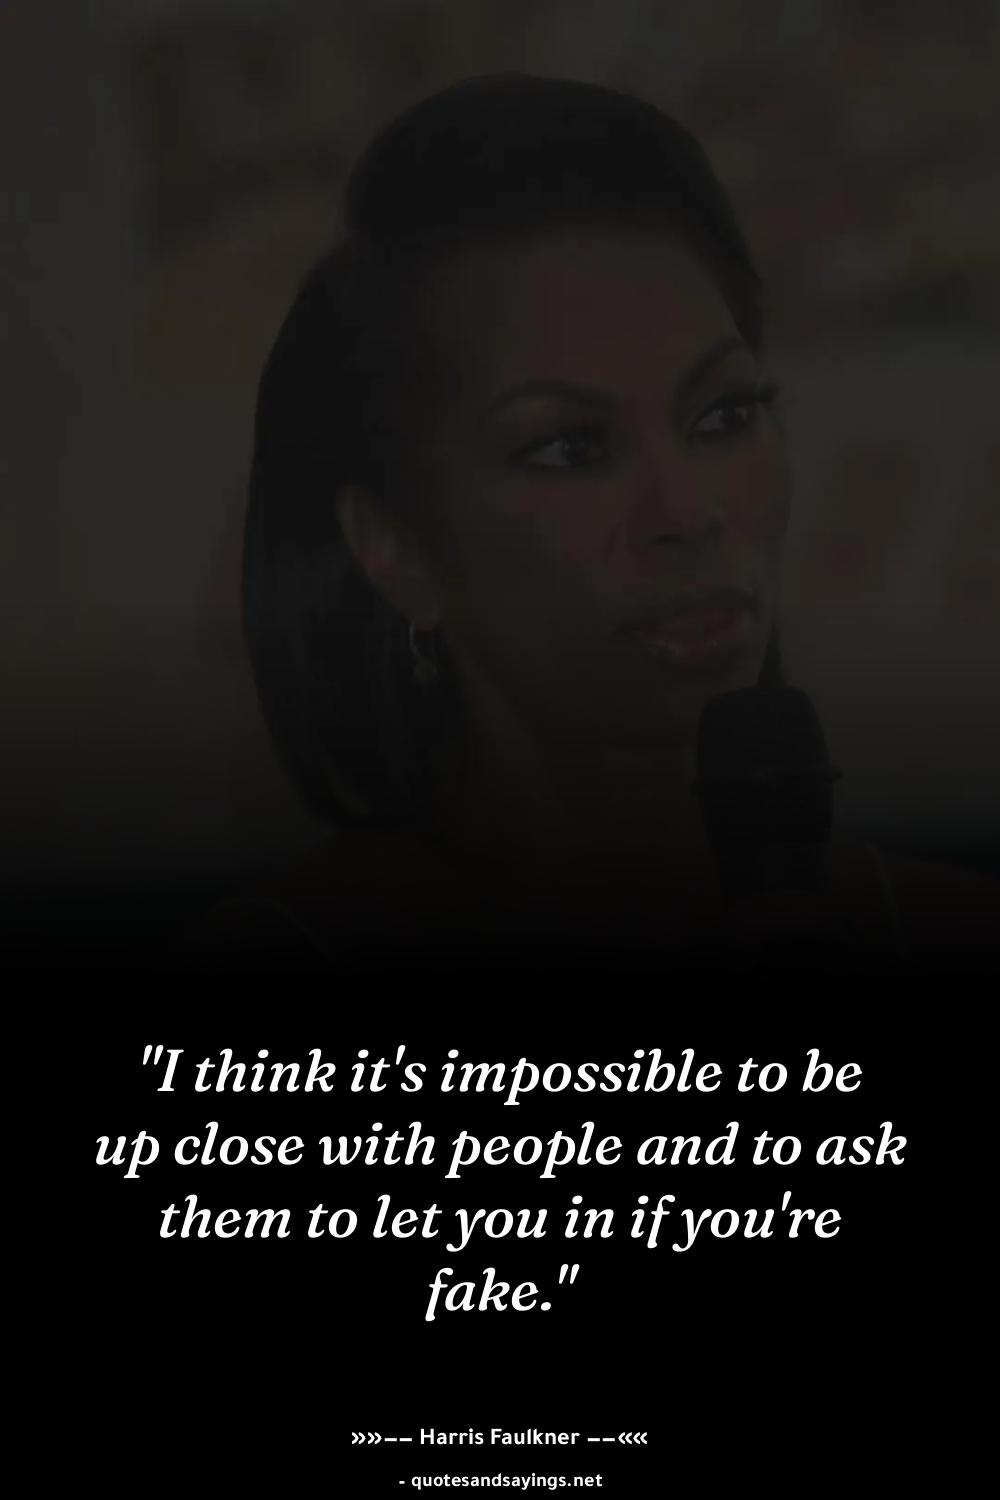 "I think it's impossible to be
up close with people and to ask
them to let you in if you're
fake."
»»–– Harris Faulkner ––««
- quotesandsayings.net